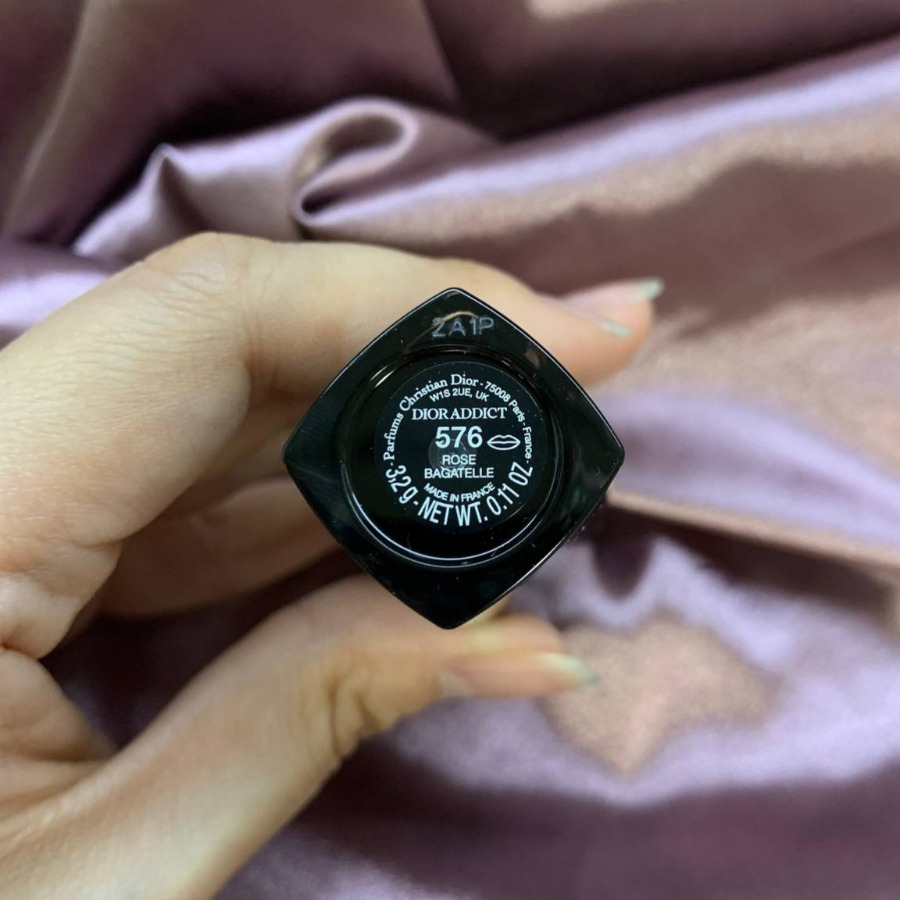 ZA1P
Parfums Christian Dior - 75008 Paris - France -
W1S 2UE, UK
DIOR ADDICT
576
ROSE
BAGATELLE
MADE IN FRANCE
3,2 g - NET WT. 0.11 OZ